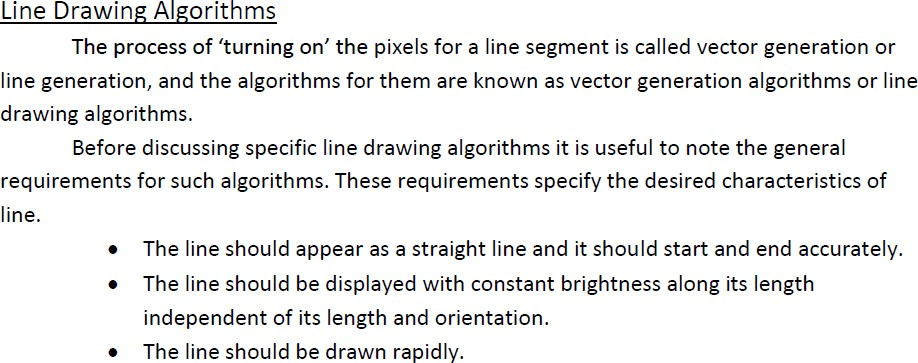 Line Drawing Algorithms
The process of ‘turning on’ the pixels for a line segment is called vector generation or
line generation, and the algorithms for them are known as vector generation algorithms or line
drawing algorithms.
Before discussing specific line drawing algorithms it is useful to note the general
requirements for such algorithms. These requirements specify the desired characteristics of
line.
• The line should appear as a straight line and it should start and end accurately.
• The line should be displayed with constant brightness along its length
independent of its length and orientation.
• The line should be drawn rapidly.